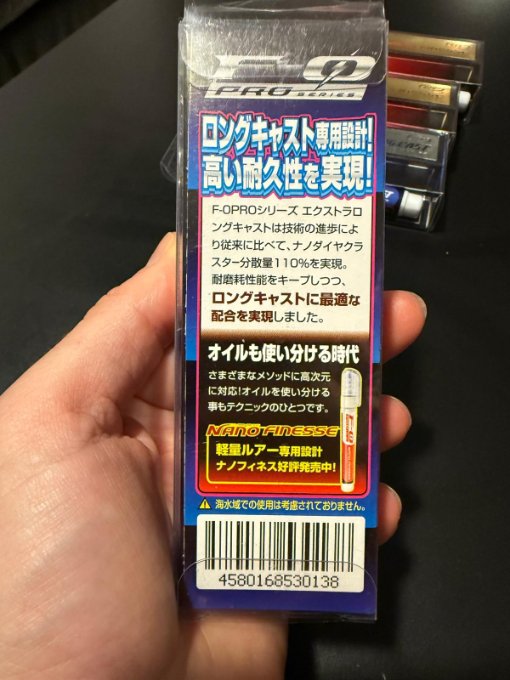 F-0
PRO SERIES
ロングキャスト専用設計!
高い耐久性を実現!
F-0PROシリーズ エクストラロ
ングキャストは技術の進歩によ
り従来に比べて、ナノダイヤクラ
スター分散量110%を実現。
耐磨耗性能をキープしつつ、
ロングキャストに最適な
配合を実現しました。
オイルも使い分ける時代
さまざまなメソッドに高次元
に対応!オイルを使い分ける
事もテクニックのひとつです。
NANO FINESSE
軽量ルアー専用設計
ナノフィネス好評発売中!
海水域での使用は考慮されておりません。
4580168530138